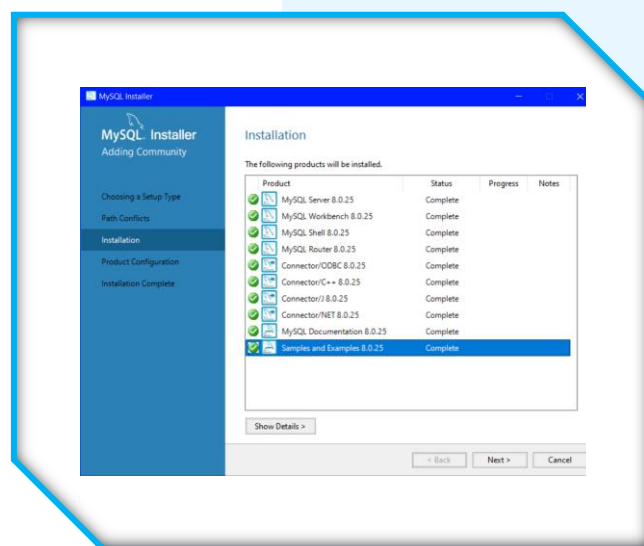 MySQL Installer
MySQL. Installer
Adding Community
Choosing a Setup Type
Path Conflicts
Installation
Product Configuration
Installation Complete
Installation
The following products will be installed.
Product Status Progress Notes
MySQL Server 8.0.25 Complete
MySQL Workbench 8.0.25 Complete
MySQL Shell 8.0.25 Complete
MySQL Router 8.0.25 Complete
Connector/ODBC 8.0.25 Complete
Connector/C++ 8.0.25 Complete
Connector/J 8.0.25 Complete
Connector/NET 8.0.25 Complete
MySQL Documentation 8.0.25 Complete
Samples and Examples 8.0.25 Complete
Show Details >
< Back Next > Cancel